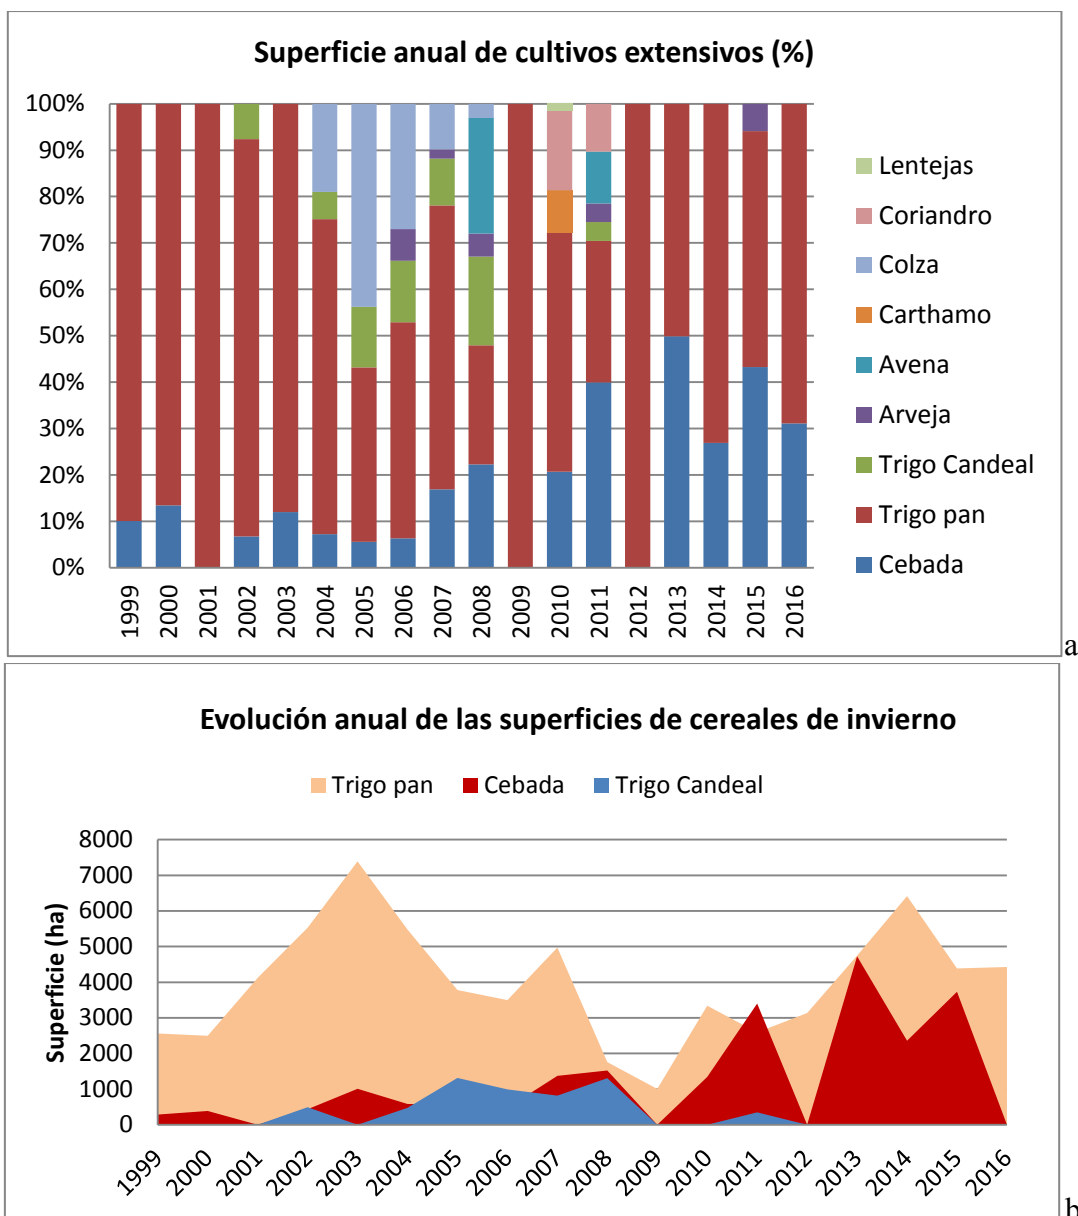 Superficie anual de cultivos extensivos (%)
100%
90%
80%
70%
60%
50%
40%
30%
20%
10%
0%
1999 2000 2001 2002 2003 2004 2005 2006 2007 2008 2009 2010 2011 2012 2013 2014 2015 2016
Lentejas
Coriandro
Colza
Carthamo
Avena
Arveja
Trigo Candeal
Trigo pan
Cebada
a
Evolución anual de las superficies de cereales de invierno
Trigo pan Cebada Trigo Candeal
Superficie (ha)
8000
7000
6000
5000
4000
3000
2000
1000
0
1999 2000 2001 2002 2003 2004 2005 2006 2007 2008 2009 2010 2011 2012 2013 2014 2015 2016
b